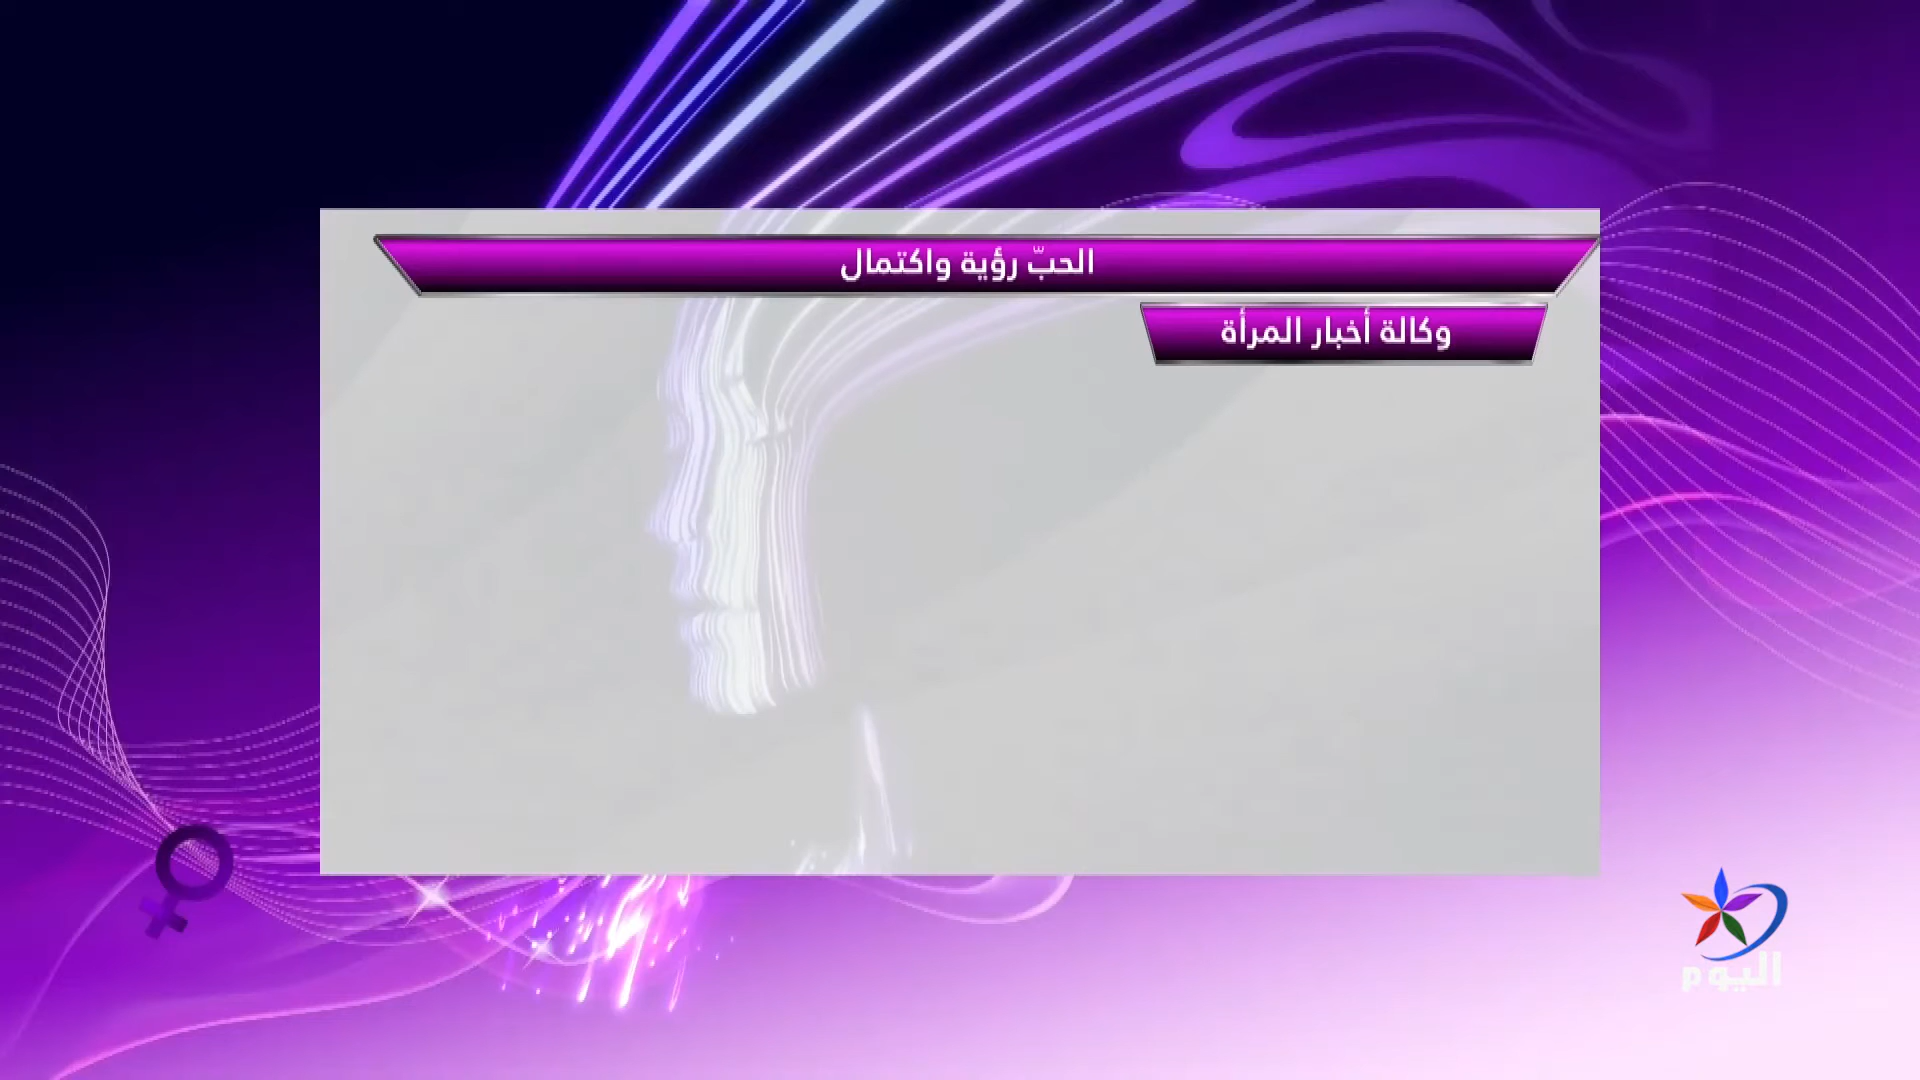 الحبّ رؤية واكتمال
وكالة أخبار المرأة
اليوم